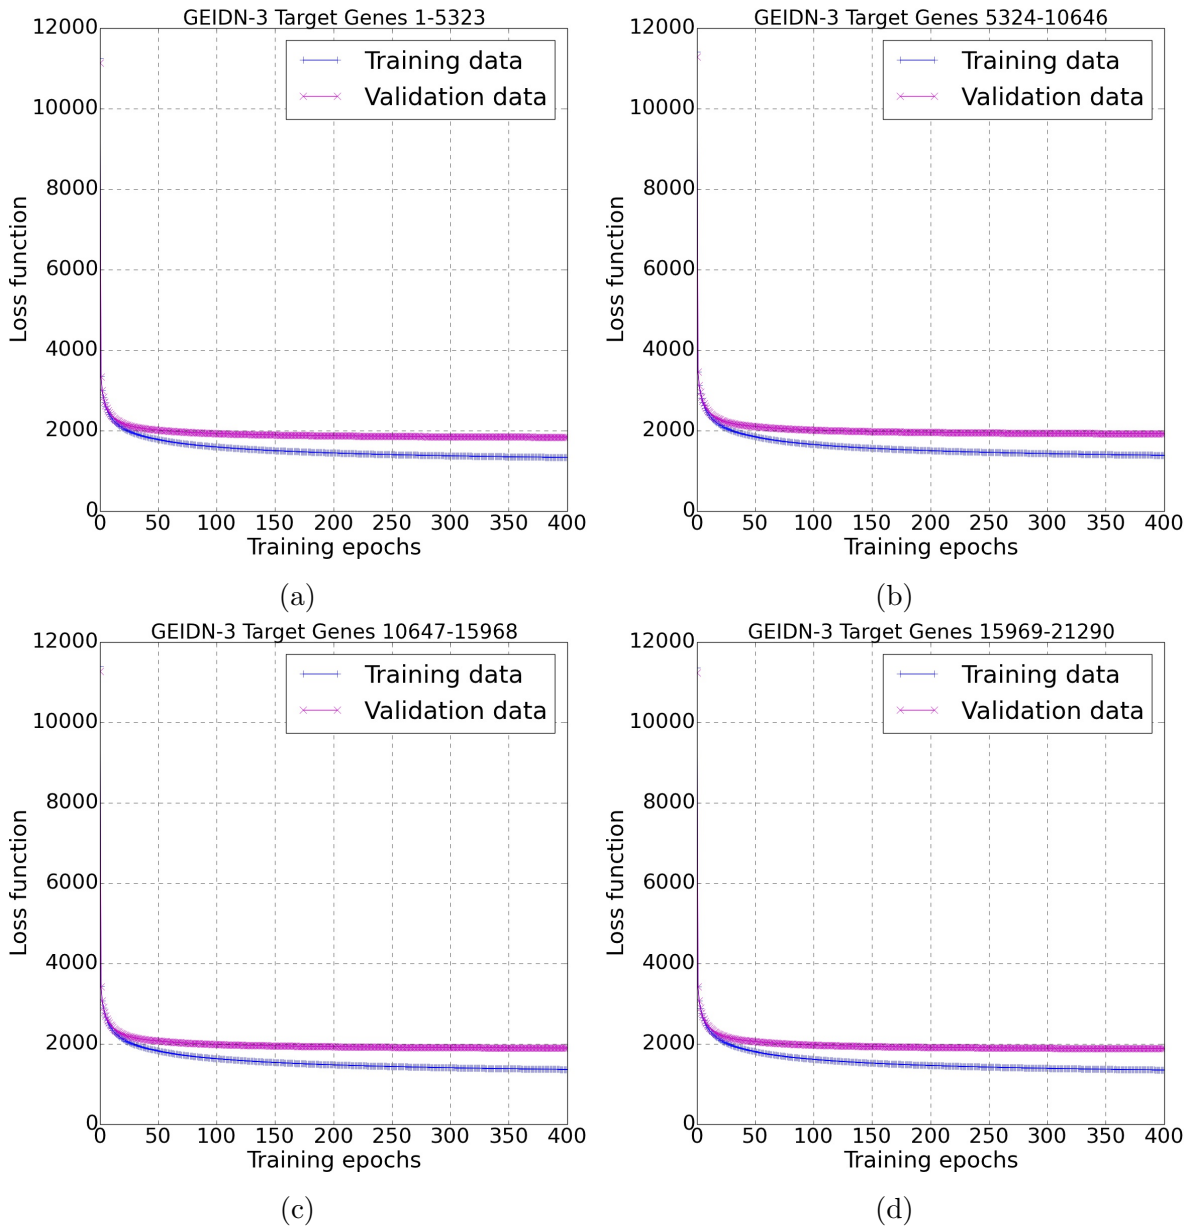 GEIDN-3 Target Genes 1-5323
12000
10000
8000
6000
4000
2000
0
Loss function
Training data
Validation data
0 50 100 150 200 250 300 350 400
Training epochs
(a)
GEIDN-3 Target Genes 5324-10646
12000
10000
8000
6000
4000
2000
0
Loss function
Training data
Validation data
0 50 100 150 200 250 300 350 400
Training epochs
(b)
GEIDN-3 Target Genes 10647-15968
12000
10000
8000
6000
4000
2000
0
Loss function
Training data
Validation data
0 50 100 150 200 250 300 350 400
Training epochs
(c)
GEIDN-3 Target Genes 15969-21290
12000
10000
8000
6000
4000
2000
0
Loss function
Training data
Validation data
0 50 100 150 200 250 300 350 400
Training epochs
(d)